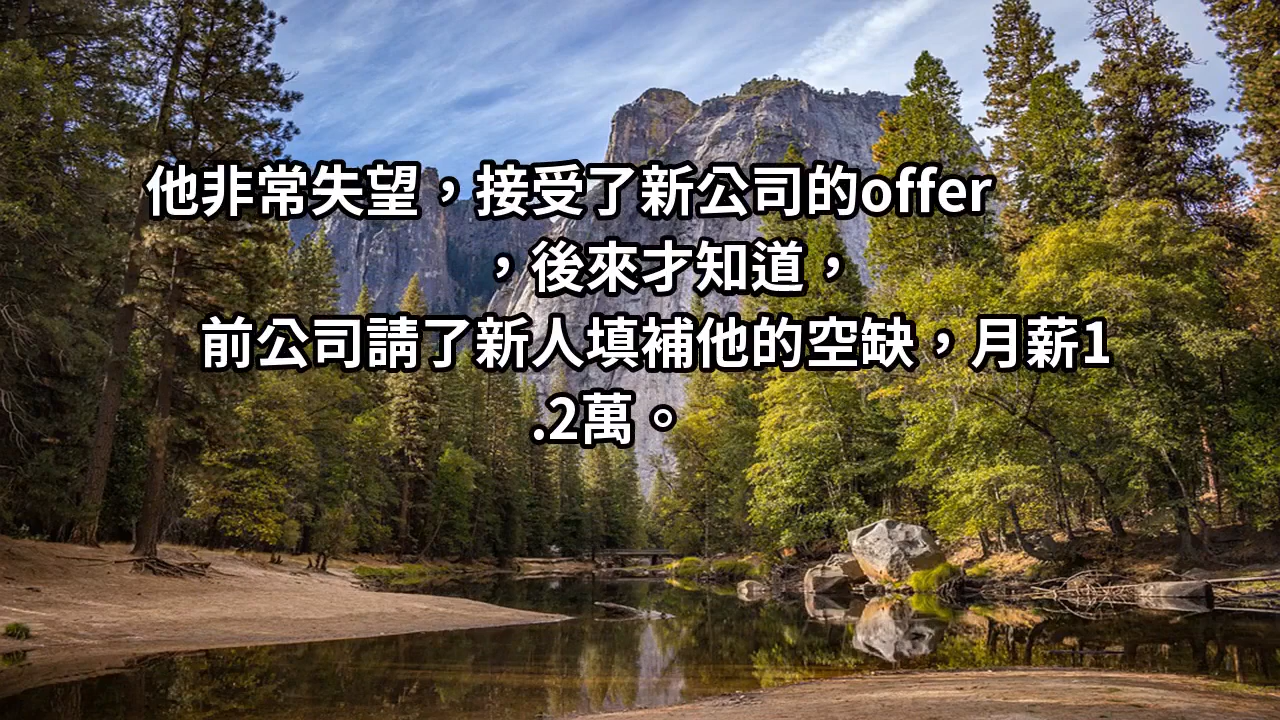 他非常失望，接受了新公司的offer
，後來才知道，
前公司請了新人填補他的空缺，月薪1
.2萬。